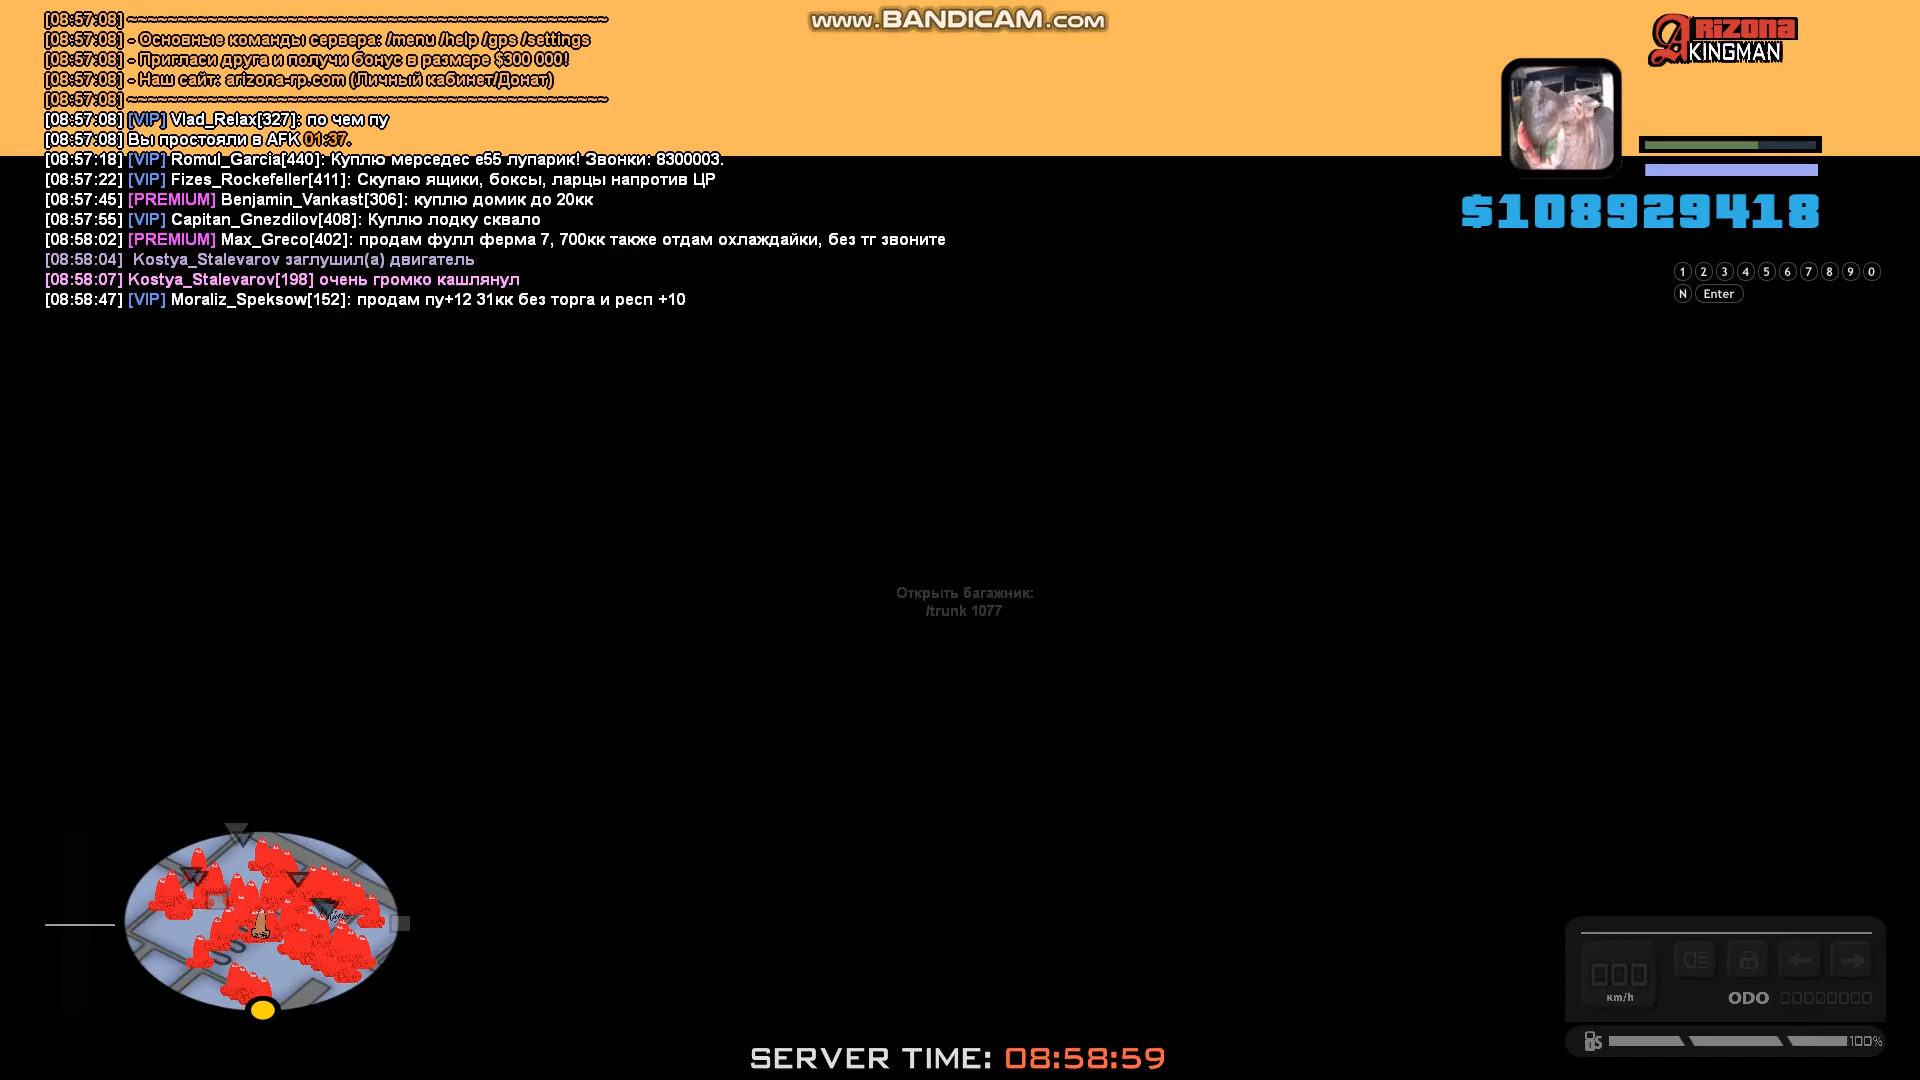 [08:57:08] ~~~~~~~~~~~~~~~~~~~~~~~~~~~~~~~~~~~~~~~~~~~~~~~~
www.BANDICAM.com
[08:57:08] - Основные команды сервера: /menu /help /gps /settings
[08:57:08] - Пригласи друга и получи бонус в размере $300 000!
[08:57:08] - Наш сайт: arizona-rp.com (Личный кабинет/Донат)
[08:57:08] ~~~~~~~~~~~~~~~~~~~~~~~~~~~~~~~~~~~~~~~~~~~~~~~~
Arizona
KINGMAN
[08:57:08] [VIP] Vlad_Relax[327]: по чем пу
[08:57:08] Вы простояли в AFK 01:37.
[08:57:18] [VIP] Romul_Garcia[440]: Куплю мерседес е55 лупарик! Звонки: 8300003.
[08:57:22] [VIP] Fizes_Rockefeller[411]: Скупаю ящики, боксы, ларцы напротив ЦР
[08:57:45] [PREMIUM] Benjamin_Vankast[306]: куплю домик до 20кк
[08:57:55] [VIP] Capitan_Gnezdilov[408]: Куплю лодку сквало
[08:58:02] [PREMIUM] Max_Greco[402]: продам фулл ферма 7, 700кк также отдам охлаждайки, без тг звоните
[08:58:04] Kostya_Stalevarov заглушил(а) двигатель
[08:58:07] Kostya_Stalevarov[198] очень громко кашлянул
[08:58:47] [VIP] Moraliz_Speksow[152]: продам пу+12 31кк без торга и респ +10
$108929418
1 2 3 4 5 6 7 8 9 0
N Enter
Открыть багажник:
/trunk 1077
000
км/h
ODO 00000000
100%
SERVER TIME: 08:58:59